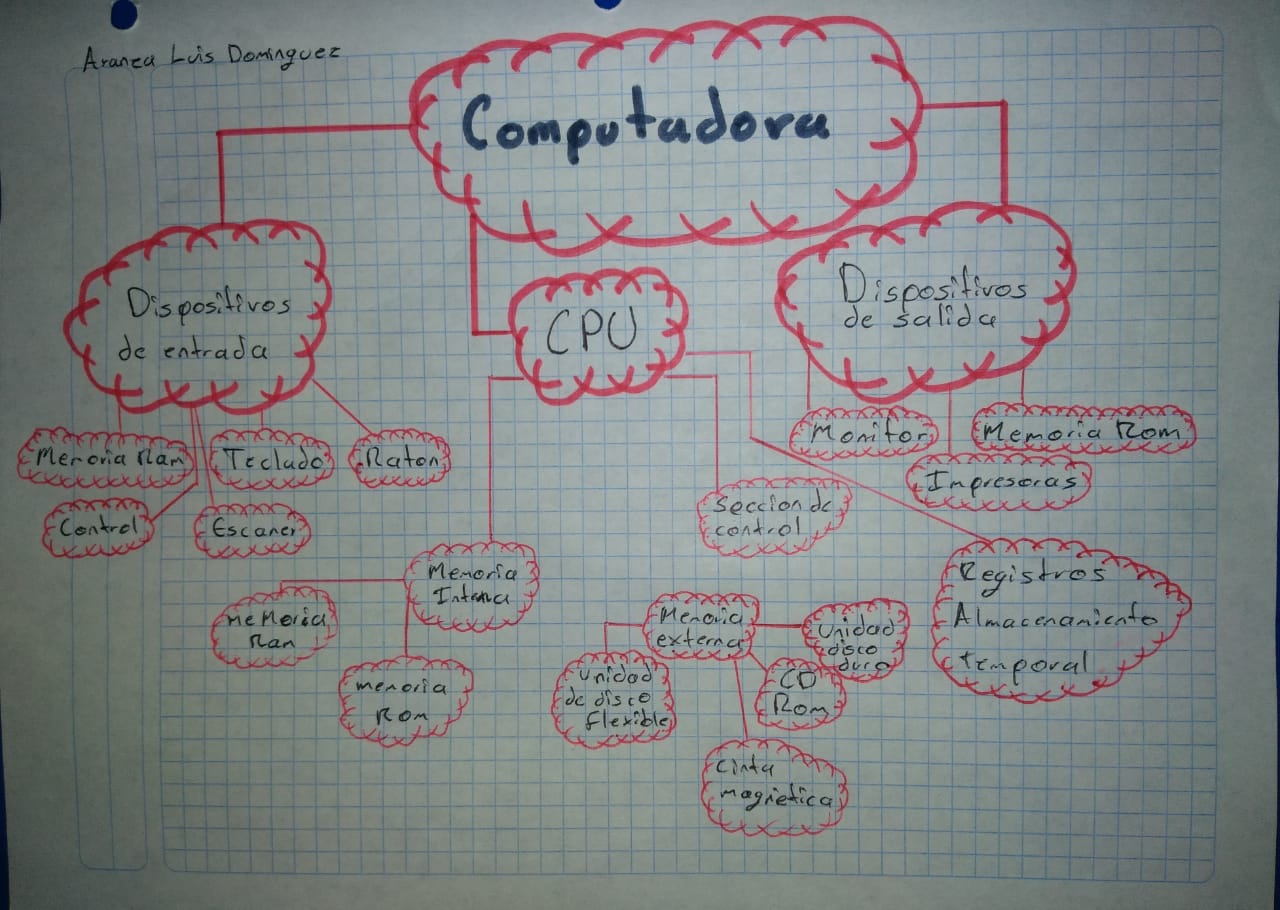 Aranza Luis Dominguez
Computadora
Dispositivos
de entrada
CPU
Dispositivos
de salida
Memoria Ram
Teclado
Raton
Control
Escaner
Monitor
Memoria Rom
Impresoras
Seccion de
control
Memoria
Interna
MeMoria
Ram
memoria
Rom
Memoria
externa
Unidad
disco
duro
Unidad
de disco
flexible
CD
Rom
Cinta
magnetica
Registros
Almacenamiento
temporal